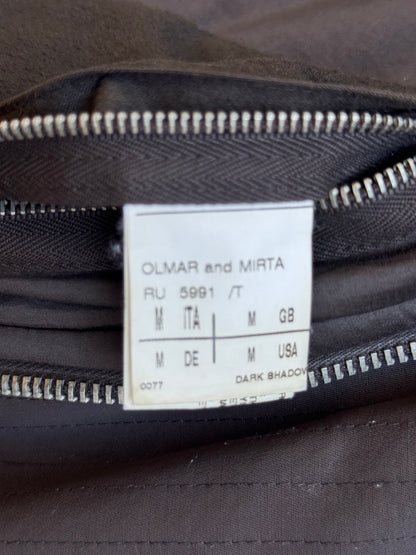 OLMAR and MIRTA
RU 5991 /T
M ITA M GB
M DE M USA
0077 DARK SHADOW